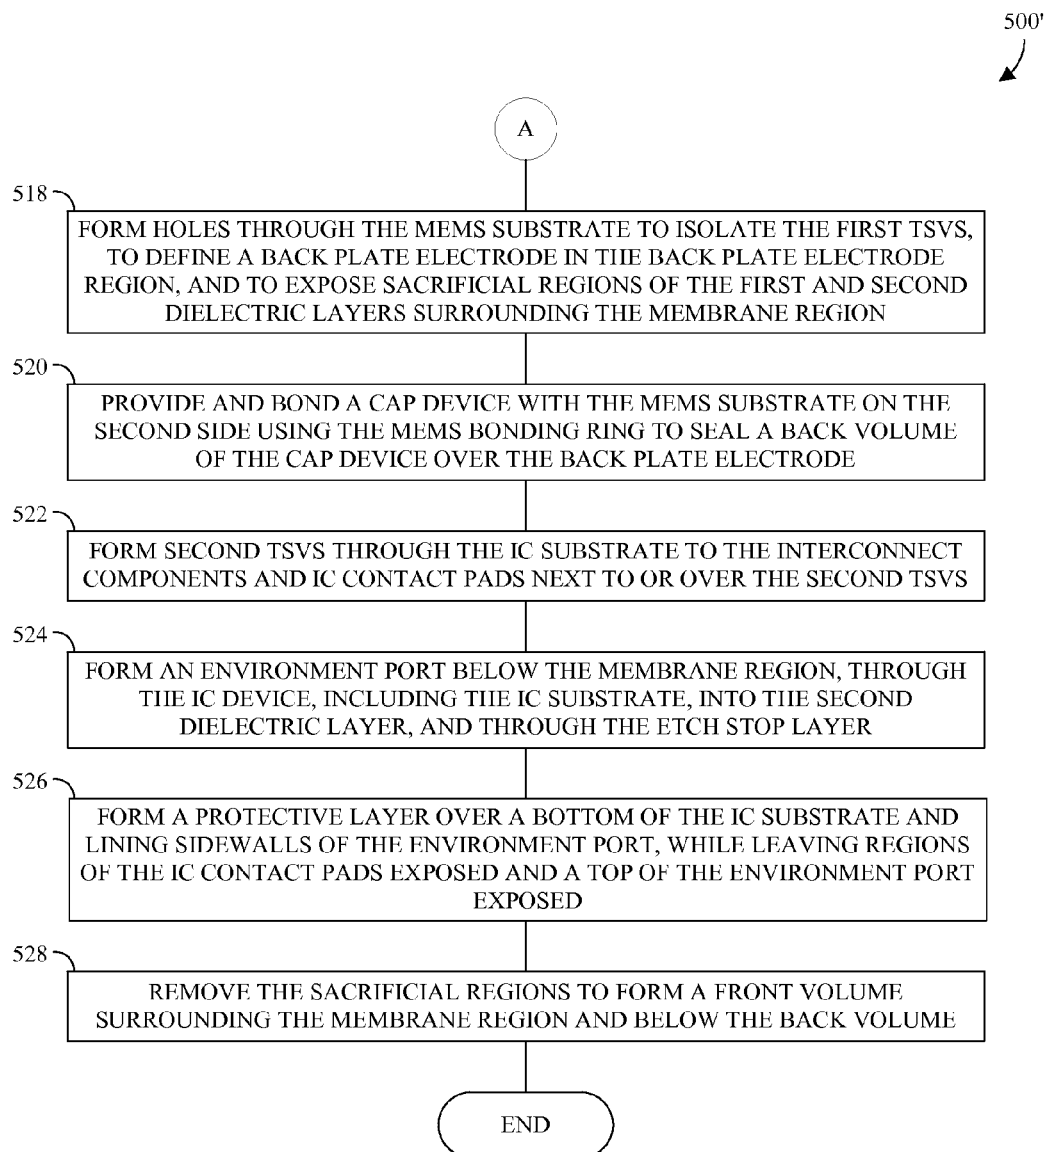 500'
A
518
FORM HOLES THROUGH THE MEMS SUBSTRATE TO ISOLATE THE FIRST TSVS,
TO DEFINE A BACK PLATE ELECTRODE IN THE BACK PLATE ELECTRODE
REGION, AND TO EXPOSE SACRIFICIAL REGIONS OF THE FIRST AND SECOND
DIELECTRIC LAYERS SURROUNDING THE MEMBRANE REGION
520
PROVIDE AND BOND A CAP DEVICE WITH THE MEMS SUBSTRATE ON THE
SECOND SIDE USING THE MEMS BONDING RING TO SEAL A BACK VOLUME
OF THE CAP DEVICE OVER THE BACK PLATE ELECTRODE
522
FORM SECOND TSVS THROUGH THE IC SUBSTRATE TO THE INTERCONNECT
COMPONENTS AND IC CONTACT PADS NEXT TO OR OVER THE SECOND TSVS
524
FORM AN ENVIRONMENT PORT BELOW THE MEMBRANE REGION, THROUGH
THE IC DEVICE, INCLUDING THE IC SUBSTRATE, INTO THE SECOND
DIELECTRIC LAYER, AND THROUGH THE ETCH STOP LAYER
526
FORM A PROTECTIVE LAYER OVER A BOTTOM OF THE IC SUBSTRATE AND
LINING SIDEWALLS OF THE ENVIRONMENT PORT, WHILE LEAVING REGIONS
OF THE IC CONTACT PADS EXPOSED AND A TOP OF THE ENVIRONMENT PORT
EXPOSED
528
REMOVE THE SACRIFICIAL REGIONS TO FORM A FRONT VOLUME
SURROUNDING THE MEMBRANE REGION AND BELOW THE BACK VOLUME
END